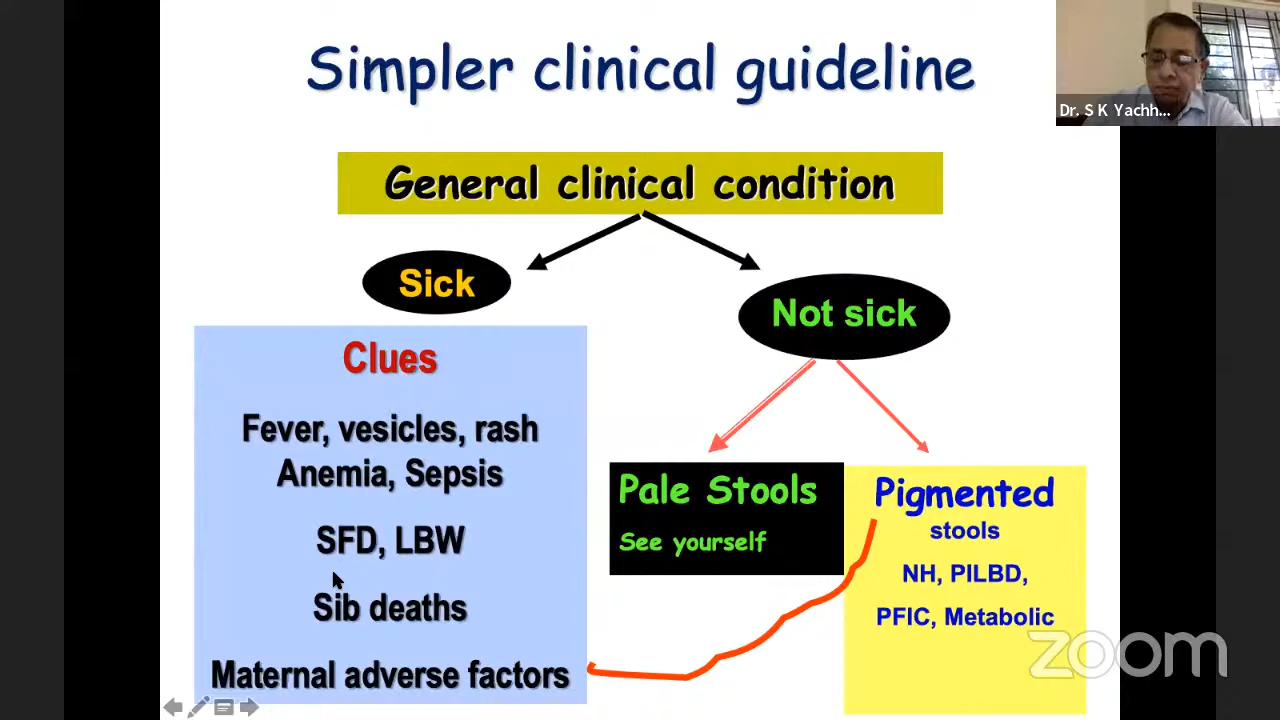 Simpler clinical guideline
Dr. S K Yachh...
General clinical condition
Sick
Not sick
Clues
Fever, vesicles, rash
Anemia, Sepsis
SFD, LBW
Sib deaths
Maternal adverse factors
Pale Stools
See yourself
Pigmented
stools
NH, PILBD,
PFIC, Metabolic
zoom